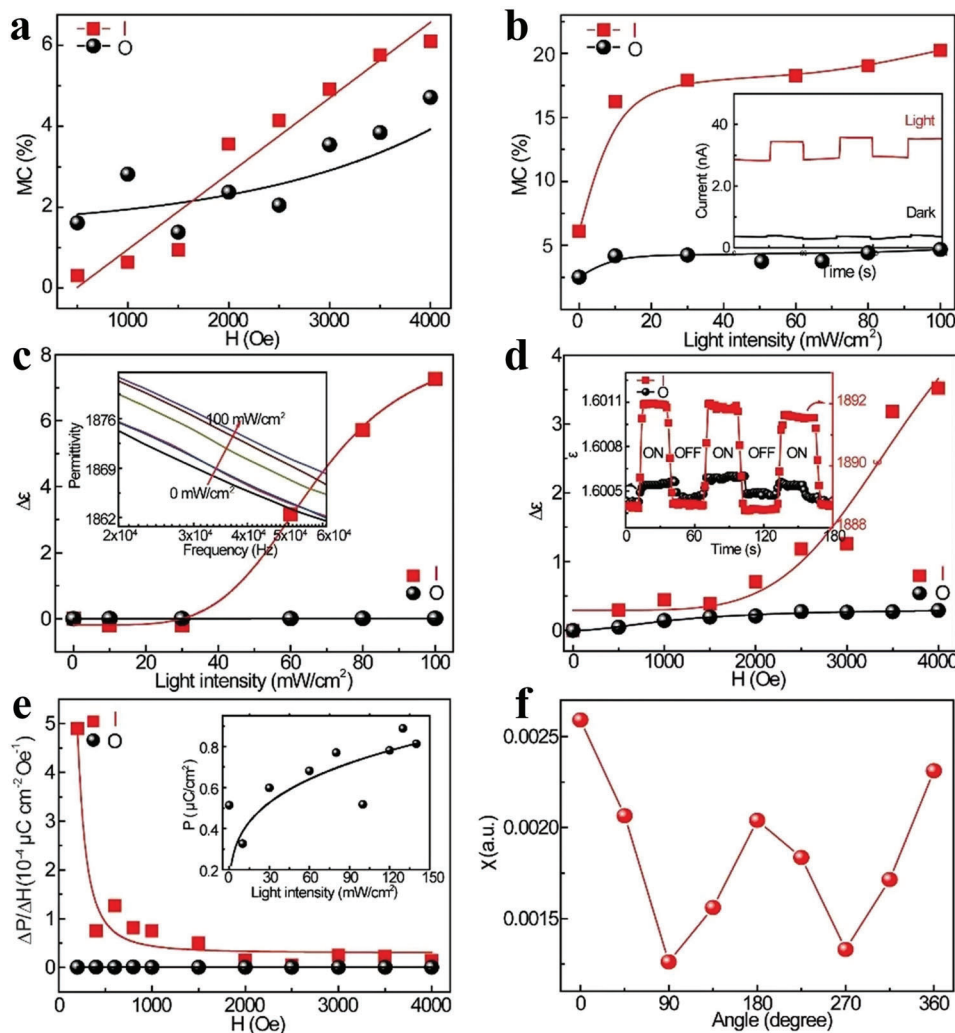 a
I
O
MC (%)
6
4
2
0
1000 2000 3000 4000
H (Oe)
b
I
O
MC (%)
20
15
10
5
0 20 40 60 80 100
Light intensity (mW/cm²)
Current (nA)
40
0
Light
Dark
Time (s)
c
Δε
8
6
4
2
0
0 20 40 60 80 100
Light intensity (mW/cm²)
I
O
Permittivity
1876
1869
1862
100 mW/cm²
0 mW/cm²
2x10⁴ 3x10⁴ 4x10⁴ 5x10⁴ 6x10⁴
Frequency (Hz)
d
Δε
4
3
2
1
0
0 1000 2000 3000 4000
H (Oe)
I
O
I
O
ε
1.6011
1.6008
1.6005
ON OFF ON OFF ON
1892
1890
1888
ε
0 60 120 180
Time (s)
e
I
O
ΔP/ΔH (10⁻⁴ μC cm⁻² Oe⁻¹)
5
4
3
2
1
0
0 1000 2000 3000 4000
H (Oe)
P (μC/cm²)
0.8
0.6
0.4
0.2
0 30 60 90 120 150
Light intensity (mW/cm²)
f
χ (a.u.)
0.0025
0.0020
0.0015
0 90 180 270 360
Angle (degree)